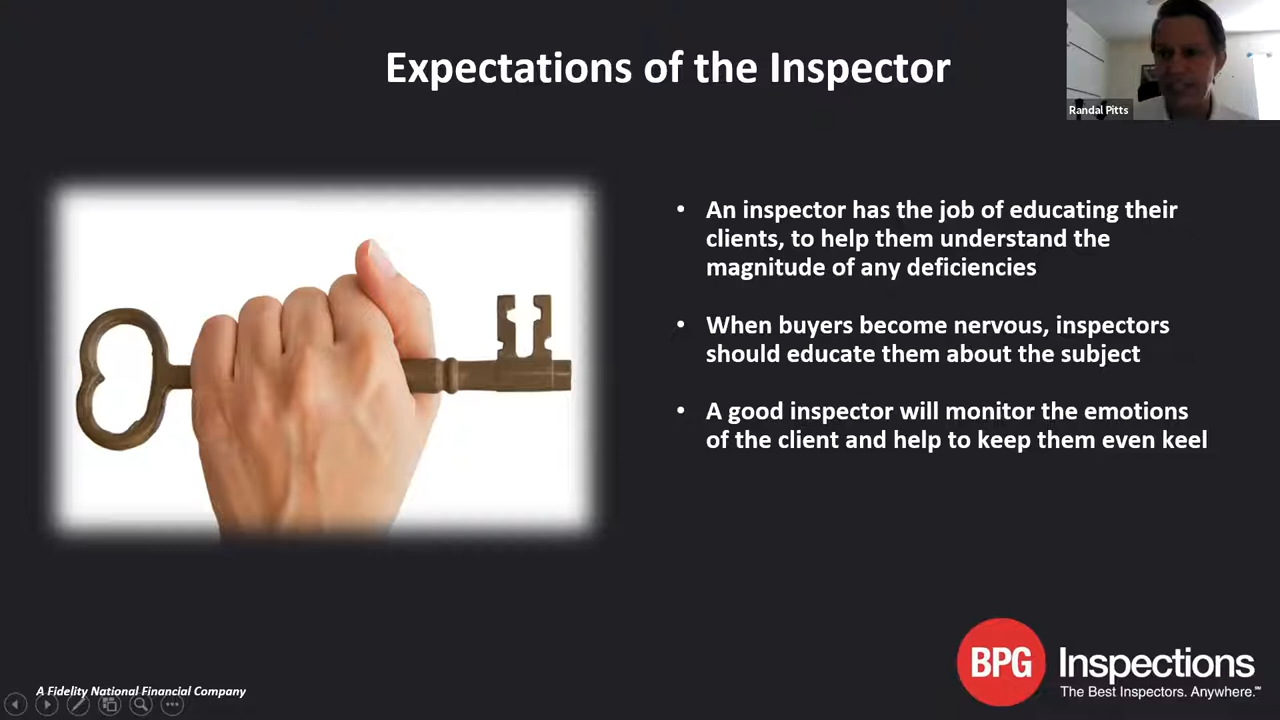 Expectations of the Inspector
Randal Pitts
• An inspector has the job of educating their
clients, to help them understand the
magnitude of any deficiencies
• When buyers become nervous, inspectors
should educate them about the subject
• A good inspector will monitor the emotions
of the client and help to keep them even keel
BPG Inspections
The Best Inspectors. Anywhere.℠
A Fidelity National Financial Company